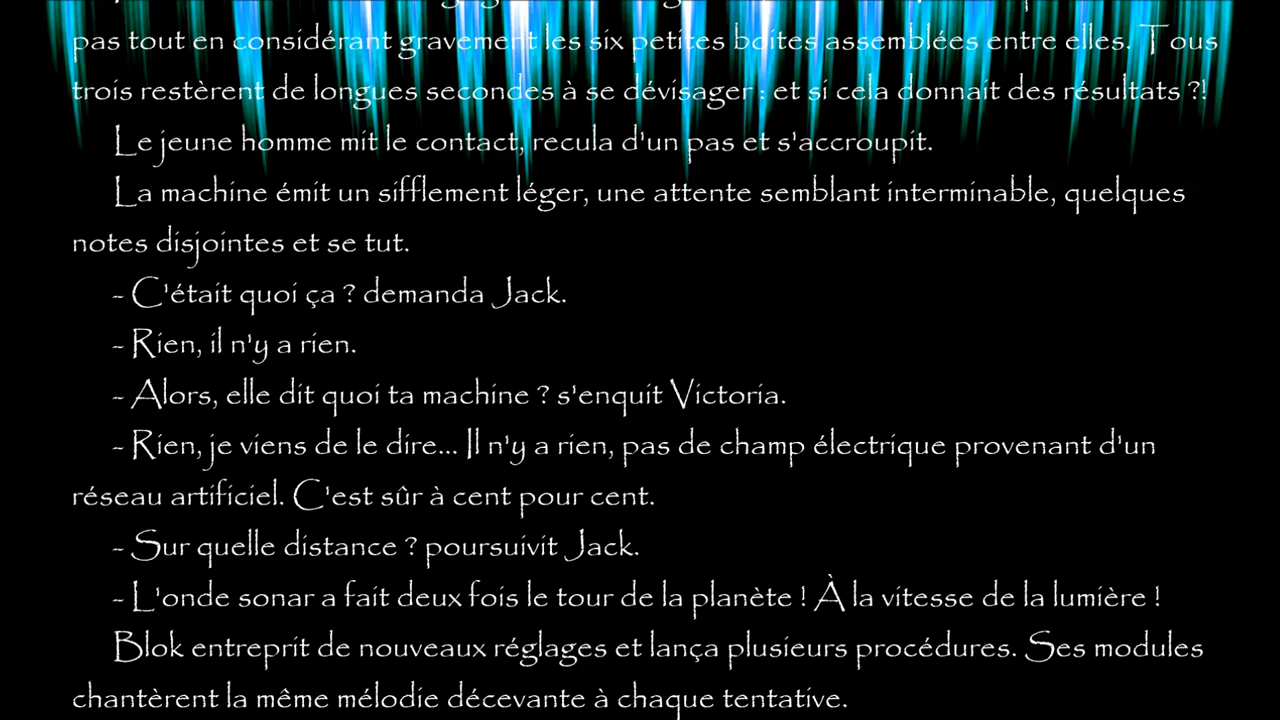 pas tout en considérant gravement les six petites boites assemblées entre elles. Tous
trois restèrent de longues secondes à se dévisager : et si cela donnait des résultats ?!
Le jeune homme mit le contact, recula d'un pas et s'accroupit.
La machine émit un sifflement léger, une attente semblant interminable, quelques
notes disjointes et se tut.
- C'était quoi ça ? demanda Jack.
- Rien, il n'y a rien.
- Alors, elle dit quoi ta machine ? s'enquit Victoria.
- Rien, je viens de le dire... Il n'y a rien, pas de champ électrique provenant d'un
réseau artificiel. C'est sûr à cent pour cent.
- Sur quelle distance ? poursuivit Jack.
- L'onde sonar a fait deux fois le tour de la planète ! À la vitesse de la lumière !
Blok entreprit de nouveaux réglages et lança plusieurs procédures. Ses modules
chantèrent la même mélodie décevante à chaque tentative.